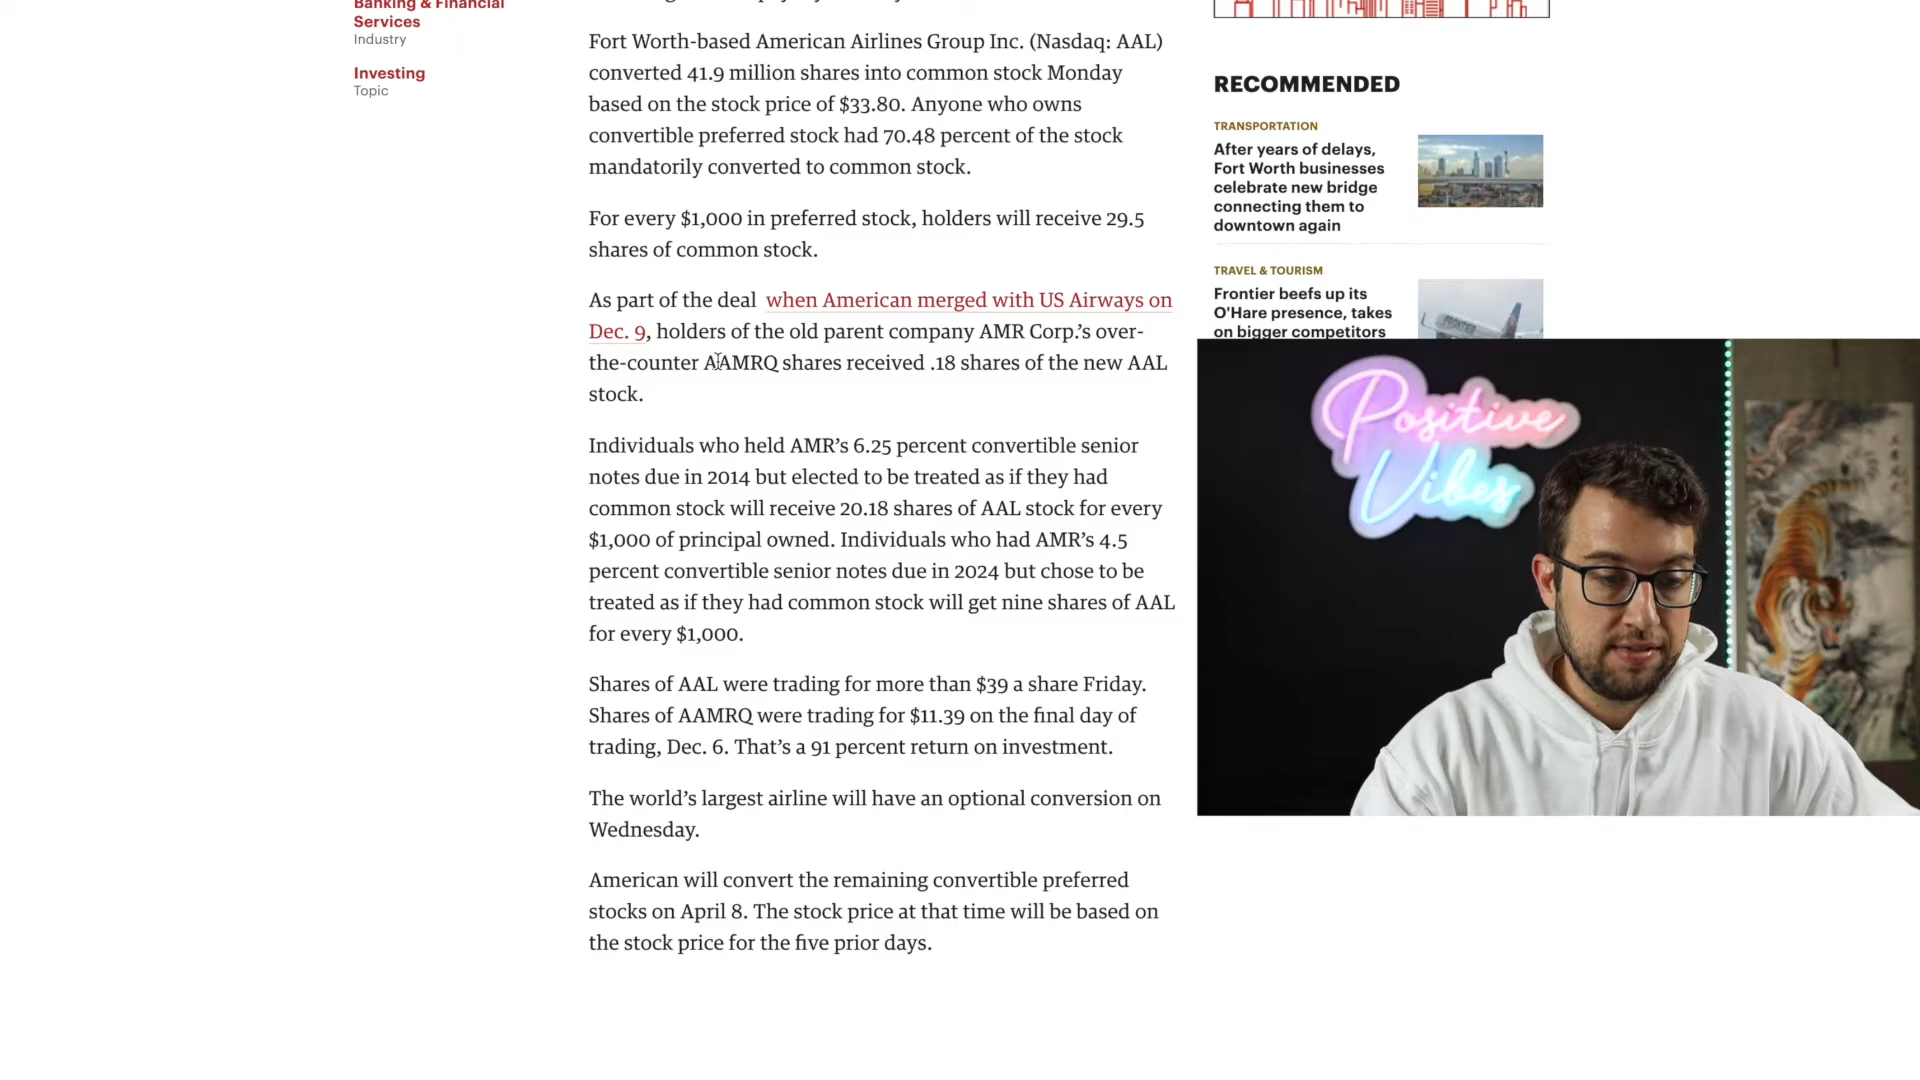 Banking & Financial
Services
Industry
Investing
Topic
Fort Worth-based American Airlines Group Inc. (Nasdaq: AAL)
converted 41.9 million shares into common stock Monday
based on the stock price of $33.80. Anyone who owns
convertible preferred stock had 70.48 percent of the stock
mandatorily converted to common stock.
For every $1,000 in preferred stock, holders will receive 29.5
shares of common stock.
As part of the deal when American merged with US Airways on
Dec. 9, holders of the old parent company AMR Corp.’s over-
the-counter AAMRQ shares received .18 shares of the new AAL
stock.
Individuals who held AMR’s 6.25 percent convertible senior
notes due in 2014 but elected to be treated as if they had
common stock will receive 20.18 shares of AAL stock for every
$1,000 of principal owned. Individuals who had AMR’s 4.5
percent convertible senior notes due in 2024 but chose to be
treated as if they had common stock will get nine shares of AAL
for every $1,000.
Shares of AAL were trading for more than $39 a share Friday.
Shares of AAMRQ were trading for $11.39 on the final day of
trading, Dec. 6. That’s a 91 percent return on investment.
The world’s largest airline will have an optional conversion on
Wednesday.
American will convert the remaining convertible preferred
stocks on April 8. The stock price at that time will be based on
the stock price for the five prior days.
RECOMMENDED
TRANSPORTATION
After years of delays,
Fort Worth businesses
celebrate new bridge
connecting them to
downtown again
TRAVEL & TOURISM
Frontier beefs up its
O'Hare presence, takes
on bigger competitors
Positive
Vibes